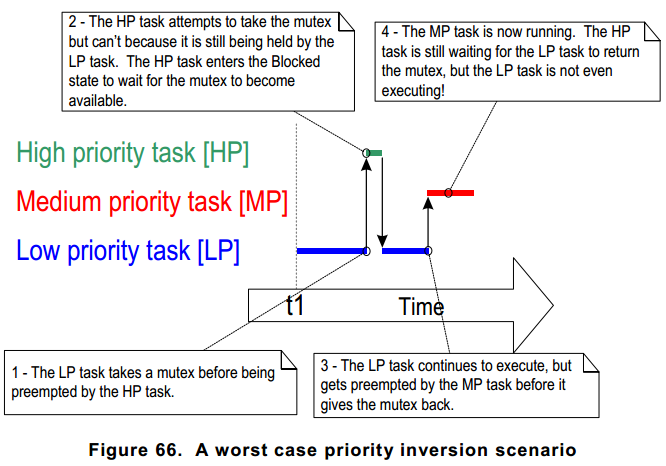 2 - The HP task attempts to take the mutex
but can't because it is still being held by the
LP task. The HP task enters the Blocked
state to wait for the mutex to become
available.
4 - The MP task is now running. The HP
task is still waiting for the LP task to return
the mutex, but the LP task is not even
executing!
High priority task [HP]
Medium priority task [MP]
Low priority task [LP]
t1
Time
1 - The LP task takes a mutex before being
preempted by the HP task.
3 - The LP task continues to execute, but
gets preempted by the MP task before it
gives the mutex back.
Figure 66. A worst case priority inversion scenario